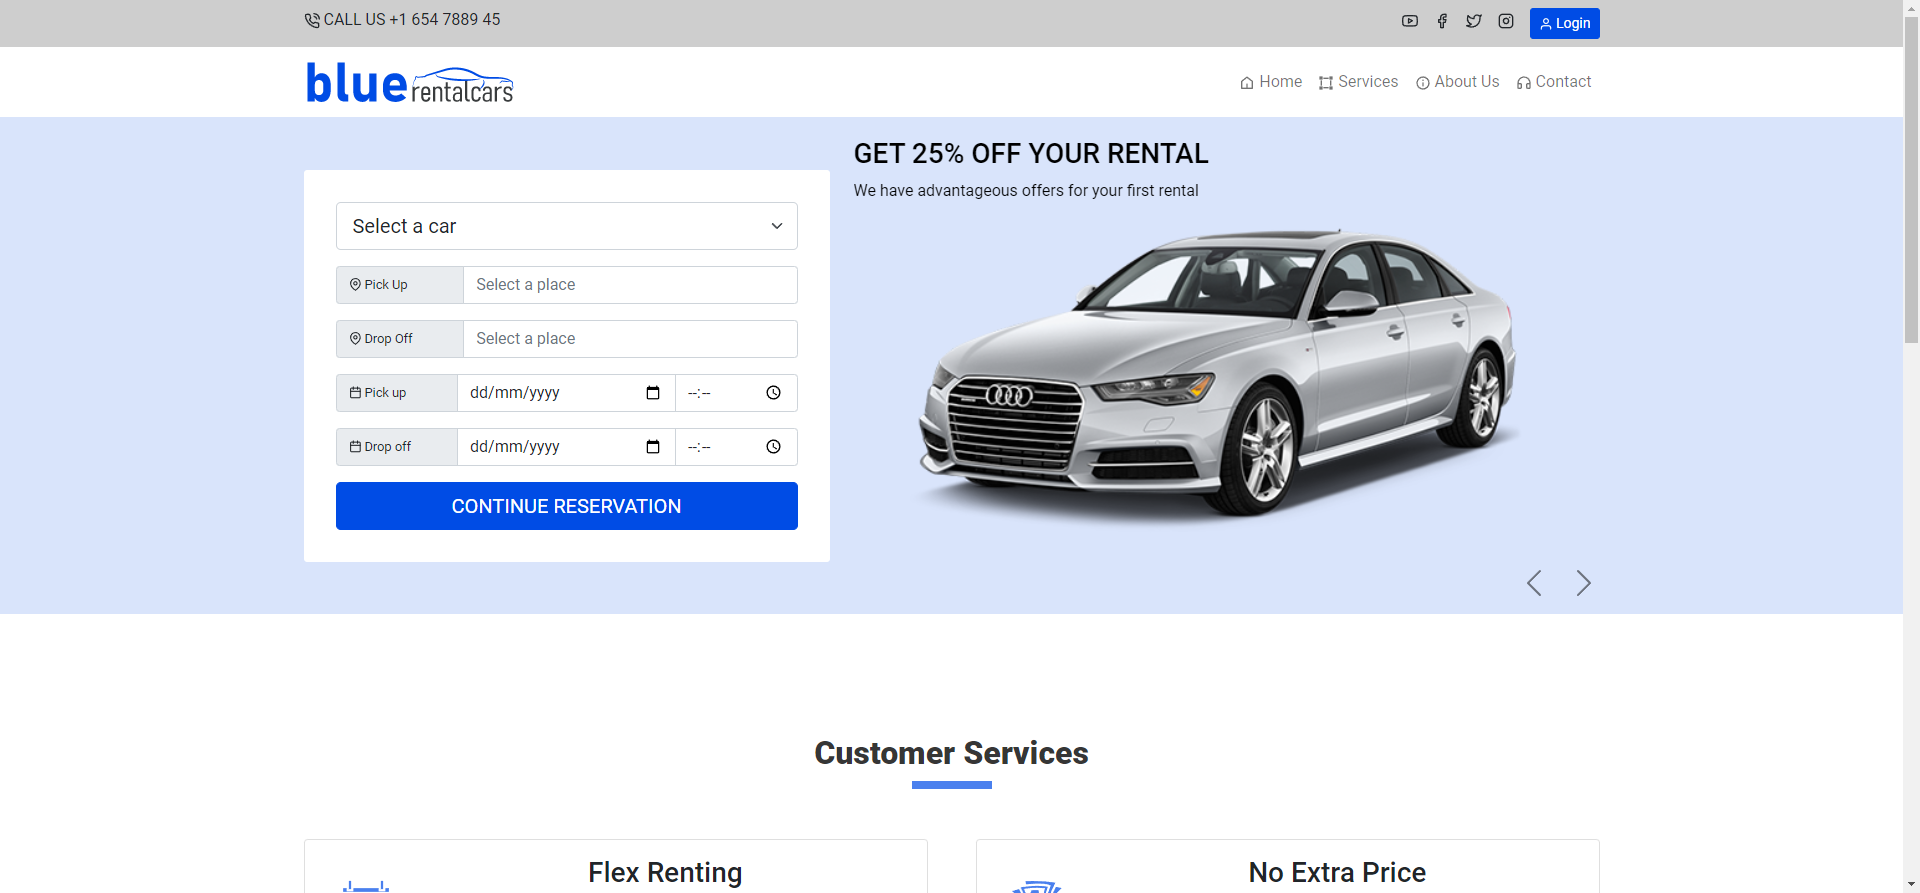 CALL US +1 654 7889 45
Login
blue rentalcars
Home Services About Us Contact
GET 25% OFF YOUR RENTAL
We have advantageous offers for your first rental
Select a car
Pick Up Select a place
Drop Off Select a place
Pick up dd/mm/yyyy --:--
Drop off dd/mm/yyyy --:--
CONTINUE RESERVATION
Customer Services
Flex Renting
No Extra Price